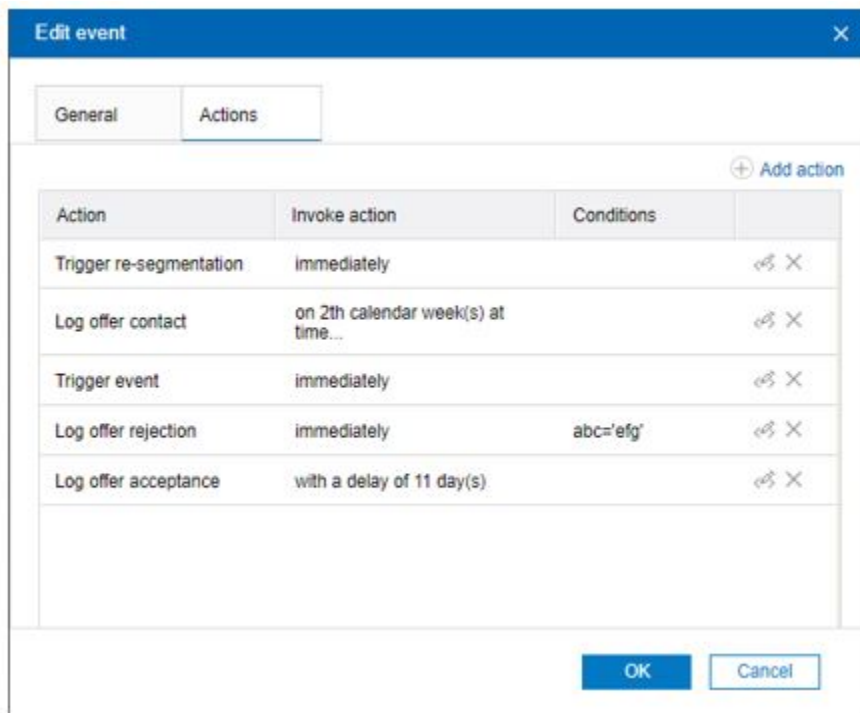 Edit event
General Actions
Add action
Action Invoke action Conditions
Trigger re-segmentation immediately
Log offer contact on 2th calendar week(s) at
time...
Trigger event immediately
Log offer rejection immediately abc='efg'
Log offer acceptance with a delay of 11 day(s)
OK Cancel